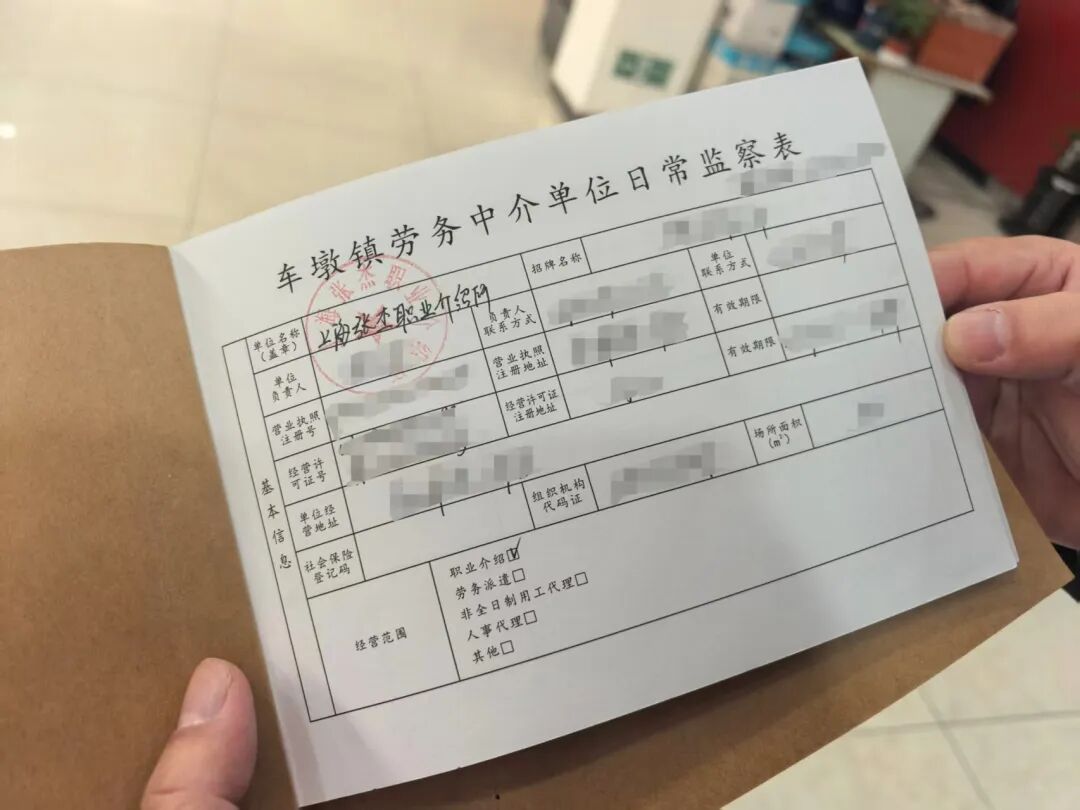 车墩镇劳务中介单位日常监察表
基本信息
单位名称
(盖章)
上海张杰职业介绍所
招牌名称
单位
负责人
负责人
联系方式
单位
联系方式
营业执照
注册号
营业执照
注册地址
有效期限
经营许
可证号
经营许可证
注册地址
有效期限
单位经
营地址
场所面积
(m²)
社会保险
登记码
组织机构
代码证
经营范围
职业介绍☑
劳务派遣□
非全日制用工代理□
人事代理□
其他□